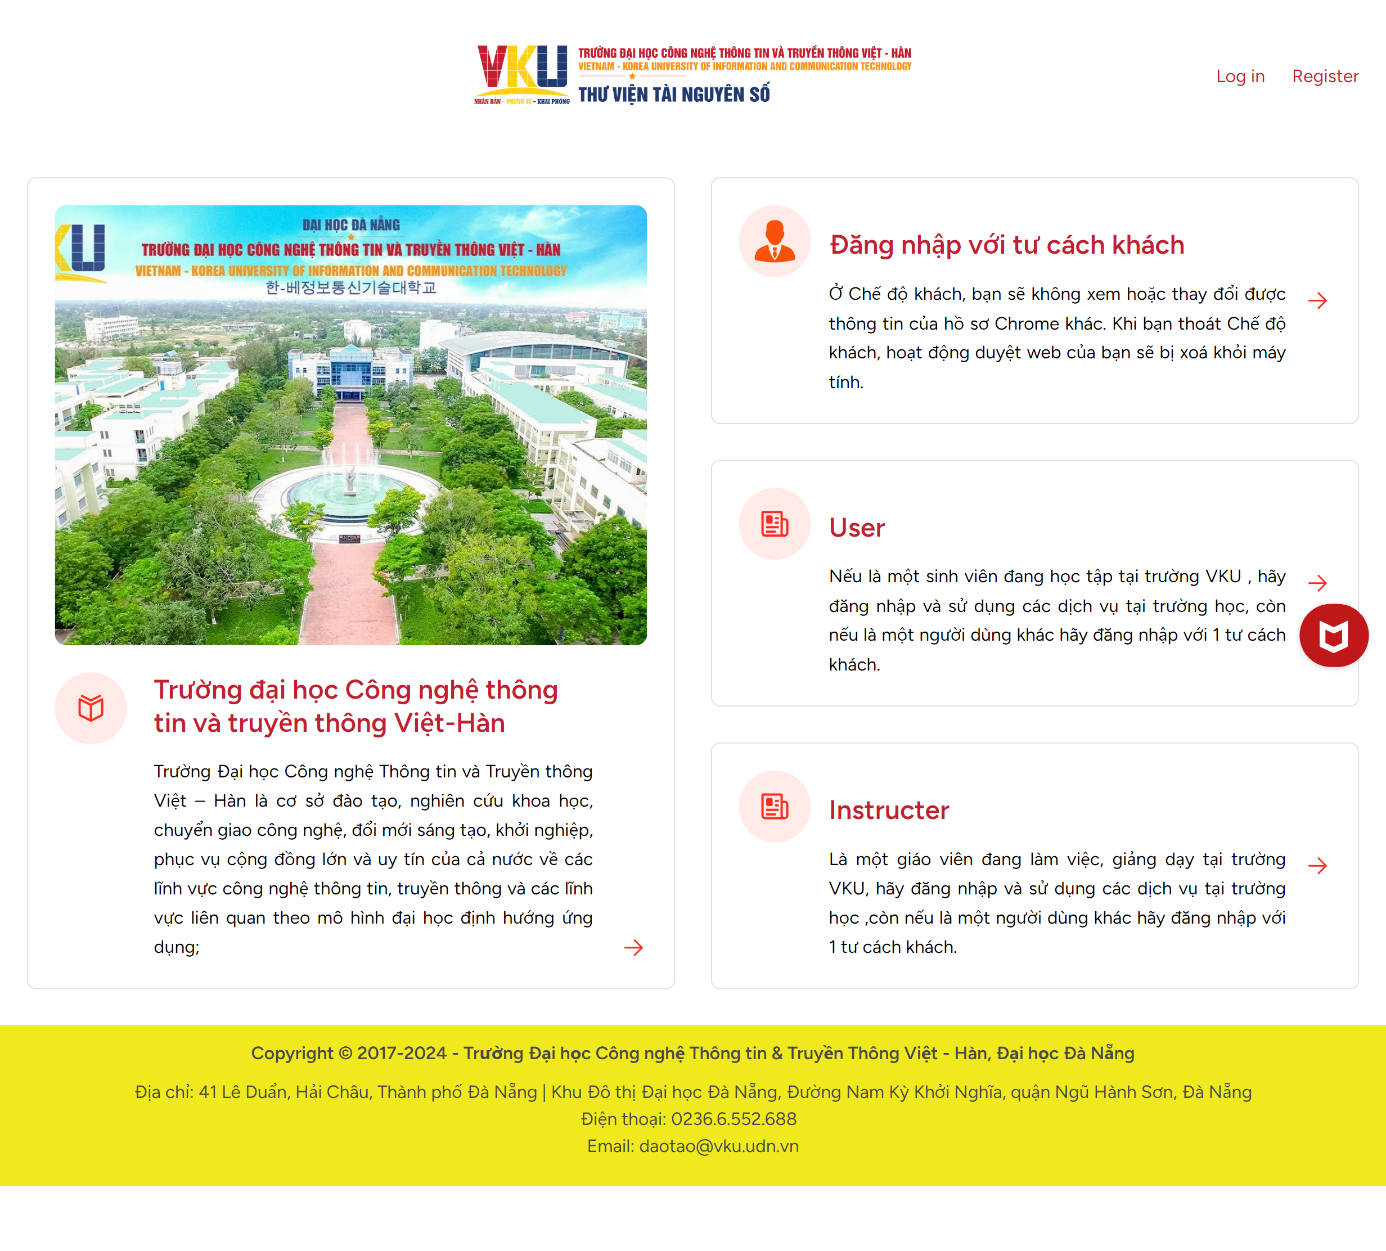 VKU
NHÂN BẢN - PHỤNG SỰ - KHAI PHÓNG
TRƯỜNG ĐẠI HỌC CÔNG NGHỆ THÔNG TIN VÀ TRUYỀN THÔNG VIỆT - HÀN
VIETNAM - KOREA UNIVERSITY OF INFORMATION AND COMMUNICATION TECHNOLOGY
THƯ VIỆN TÀI NGUYÊN SỐ
Log in
Register
KU
ĐẠI HỌC ĐÀ NẴNG
TRƯỜNG ĐẠI HỌC CÔNG NGHỆ THÔNG TIN VÀ TRUYỀN THÔNG VIỆT - HÀN
VIETNAM - KOREA UNIVERSITY OF INFORMATION AND COMMUNICATION TECHNOLOGY
한-베정보통신기술대학교
Trường đại học Công nghệ thông
tin và truyền thông Việt-Hàn
Trường Đại học Công nghệ Thông tin và Truyền thông
Việt – Hàn là cơ sở đào tạo, nghiên cứu khoa học,
chuyển giao công nghệ, đổi mới sáng tạo, khởi nghiệp,
phục vụ cộng đồng lớn và uy tín của cả nước về các
lĩnh vực công nghệ thông tin, truyền thông và các lĩnh
vực liên quan theo mô hình đại học định hướng ứng
dụng;
Đăng nhập với tư cách khách
Ở Chế độ khách, bạn sẽ không xem hoặc thay đổi được
thông tin của hồ sơ Chrome khác. Khi bạn thoát Chế độ
khách, hoạt động duyệt web của bạn sẽ bị xoá khỏi máy
tính.
User
Nếu là một sinh viên đang học tập tại trường VKU , hãy
đăng nhập và sử dụng các dịch vụ tại trường học, còn
nếu là một người dùng khác hãy đăng nhập với 1 tư cách
khách.
Instructer
Là một giáo viên đang làm việc, giảng dạy tại trường
VKU, hãy đăng nhập và sử dụng các dịch vụ tại trường
học ,còn nếu là một người dùng khác hãy đăng nhập với
1 tư cách khách.
Copyright © 2017-2024 - Trường Đại học Công nghệ Thông tin & Truyền Thông Việt - Hàn, Đại học Đà Nẵng
Địa chỉ: 41 Lê Duẩn, Hải Châu, Thành phố Đà Nẵng | Khu Đô thị Đại học Đà Nẵng, Đường Nam Kỳ Khởi Nghĩa, quận Ngũ Hành Sơn, Đà Nẵng
Điện thoại: 0236.6.552.688
Email: daotao@vku.udn.vn